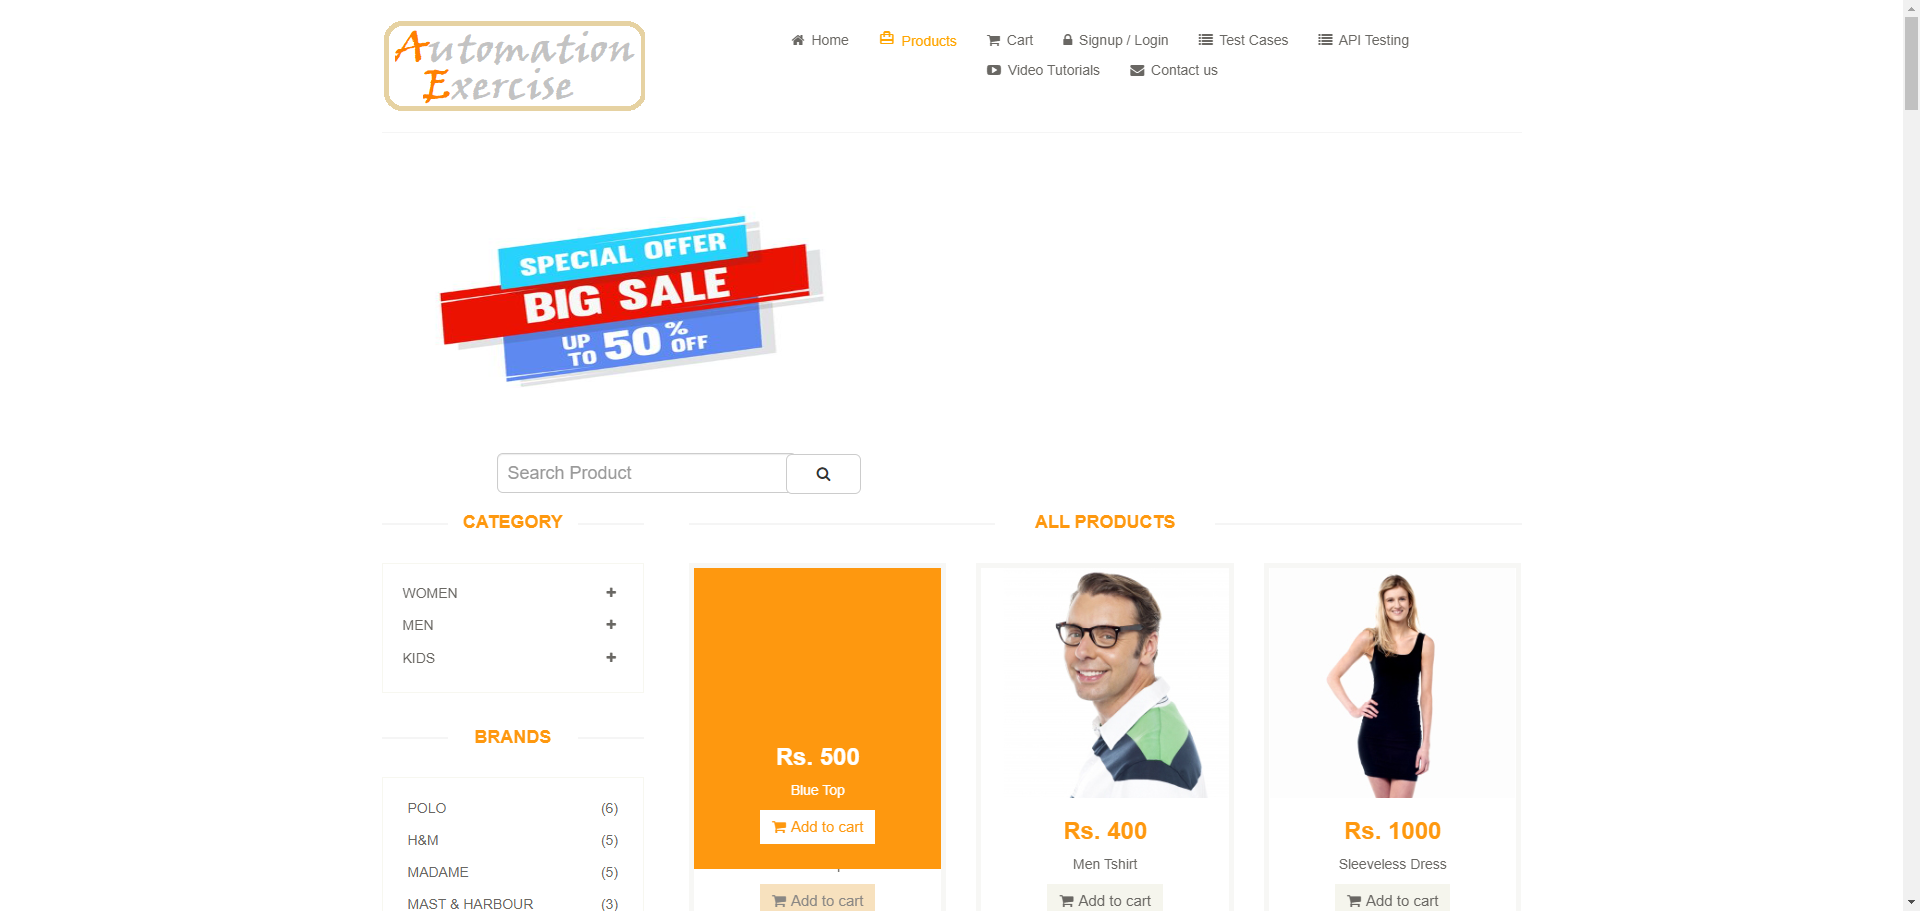 Automation
Exercise
Home
Products
Cart
Signup / Login
Test Cases
API Testing
Video Tutorials
Contact us
SPECIAL OFFER
BIG SALE
UP TO 50% OFF
Search Product
CATEGORY
WOMEN
MEN
KIDS
BRANDS
POLO (6)
H&M (5)
MADAME (5)
MAST & HARBOUR (3)
ALL PRODUCTS
Rs. 500
Blue Top
Add to cart
Add to cart
Rs. 400
Men Tshirt
Add to cart
Rs. 1000
Sleeveless Dress
Add to cart